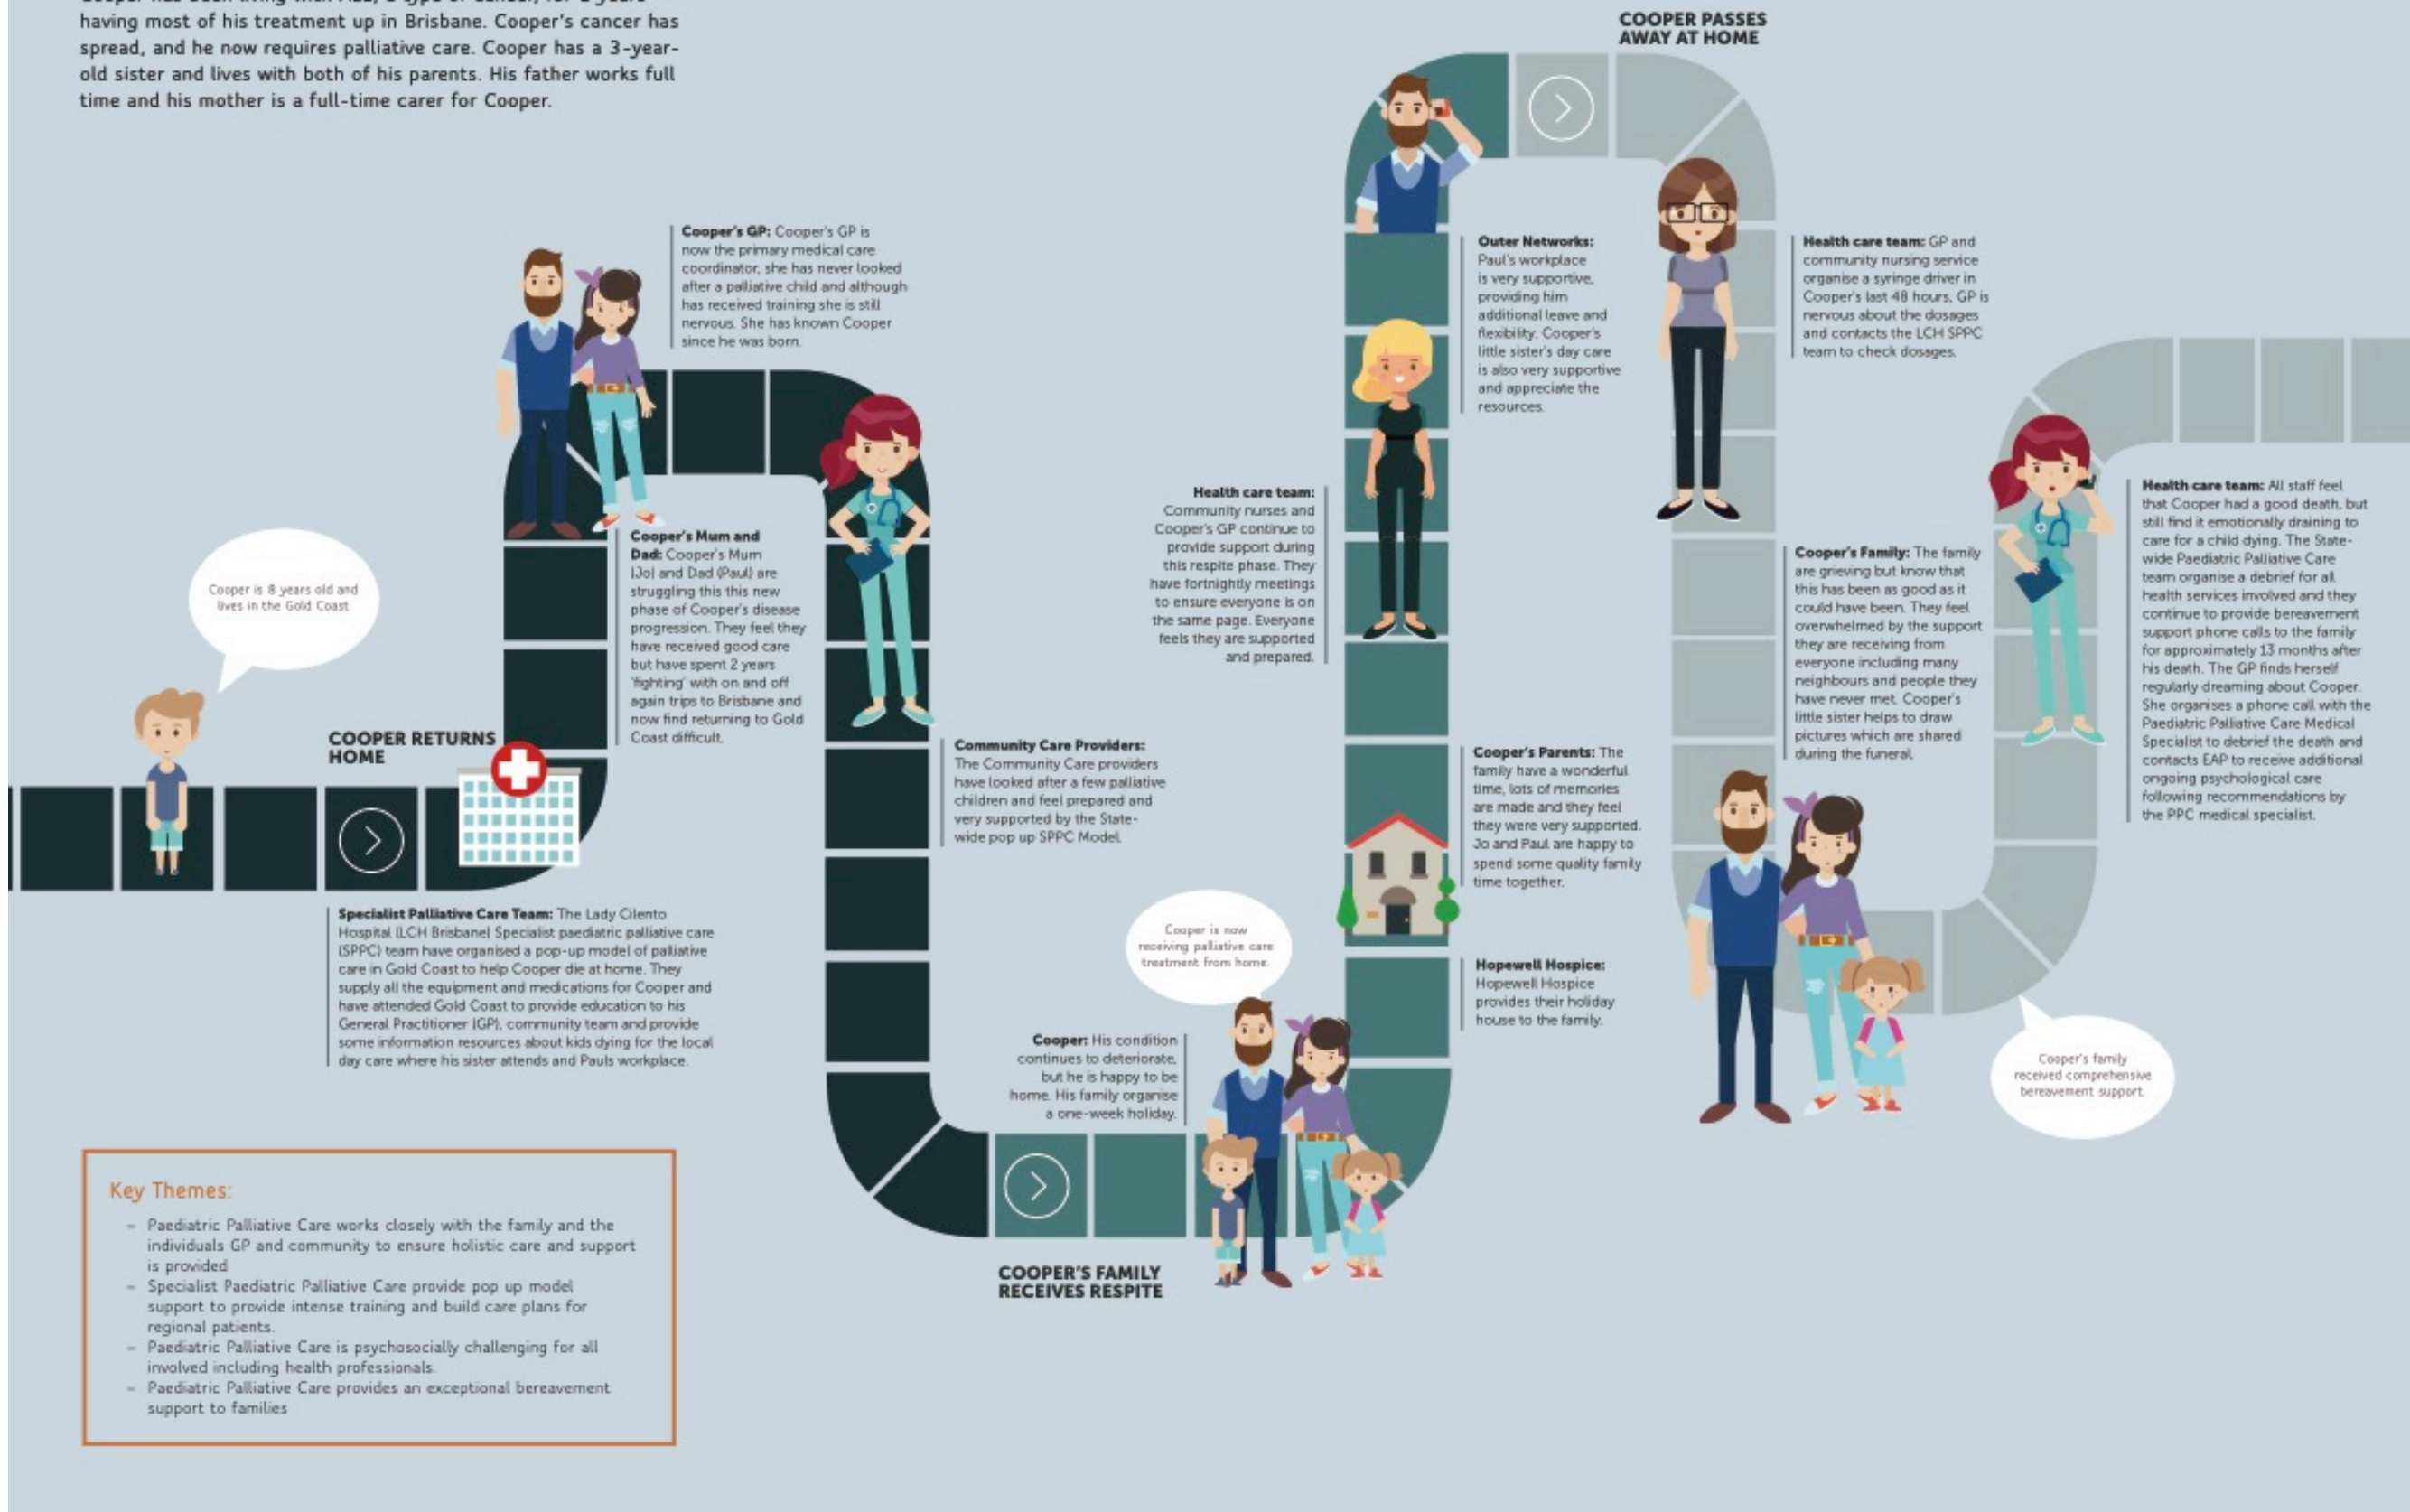 having most of his treatment up in Brisbane. Cooper's cancer has
spread, and he now requires palliative care. Cooper has a 3-year-
old sister and lives with both of his parents. His father works full
time and his mother is a full-time carer for Cooper.
Cooper is 8 years old and
lives in the Gold Coast
COOPER RETURNS
HOME
Specialist Palliative Care Team: The Lady Cilento
Hospital (LCH Brisbane) Specialist paediatric palliative care
(SPPC) team have organised a pop-up model of palliative
care in Gold Coast to help Cooper die at home. They
supply all the equipment and medications for Cooper and
have attended Gold Coast to provide education to his
General Practitioner (GP), community team and provide
some information resources about kids dying for the local
day care where his sister attends and Pauls workplace.
Cooper's Mum and
Dad: Cooper's Mum
(Jo) and Dad (Paul) are
struggling this this new
phase of Cooper's disease
progression. They feel they
have received good care
but have spent 2 years
'fighting' with on and off
again trips to Brisbane and
now find returning to Gold
Coast difficult.
Cooper's GP: Cooper's GP is
now the primary medical care
coordinator, she has never looked
after a palliative child and although
has received training she is still
nervous. She has known Cooper
since he was born.
Community Care Providers:
The Community Care providers
have looked after a few palliative
children and feel prepared and
very supported by the State-
wide pop up SPPC Model.
COOPER'S FAMILY
RECEIVES RESPITE
Cooper: His condition
continues to deteriorate,
but he is happy to be
home. His family organise
a one-week holiday.
Cooper is now
receiving palliative care
treatment from home.
Hopewell Hospice:
Hopewell Hospice
provides their holiday
house to the family.
Cooper's Parents: The
family have a wonderful
time, lots of memories
are made and they feel
they were very supported.
Jo and Paul are happy to
spend some quality family
time together.
Health care team:
Community nurses and
Cooper's GP continue to
provide support during
this respite phase. They
have fortnightly meetings
to ensure everyone is on
the same page. Everyone
feels they are supported
and prepared.
Outer Networks:
Paul's workplace
is very supportive,
providing him
additional leave and
flexibility. Cooper's
little sister's day care
is also very supportive
and appreciate the
resources.
COOPER PASSES
AWAY AT HOME
Health care team: GP and
community nursing service
organise a syringe driver in
Cooper's last 48 hours. GP is
nervous about the dosages
and contacts the LCH SPPC
team to check dosages.
Cooper's Family: The family
are grieving but know that
this has been as good as it
could have been. They feel
overwhelmed by the support
they are receiving from
everyone including many
neighbours and people they
have never met. Cooper's
little sister helps to draw
pictures which are shared
during the funeral.
Cooper's family
received comprehensive
bereavement support.
Health care team: All staff feel
that Cooper had a good death, but
still find it emotionally draining to
care for a child dying. The State-
wide Paediatric Palliative Care
team organise a debrief for all
health services involved and they
continue to provide bereavement
support phone calls to the family
for approximately 13 months after
his death. The GP finds herself
regularly dreaming about Cooper.
She organises a phone call with the
Paediatric Palliative Care Medical
Specialist to debrief the death and
contacts EAP to receive additional
ongoing psychological care
following recommendations by
the PPC medical specialist.
Key Themes:
– Paediatric Palliative Care works closely with the family and the
individuals GP and community to ensure holistic care and support
is provided
– Specialist Paediatric Palliative Care provide pop up model
support to provide intense training and build care plans for
regional patients.
– Paediatric Palliative Care is psychosocially challenging for all
involved including health professionals.
– Paediatric Palliative Care provides an exceptional bereavement
support to families